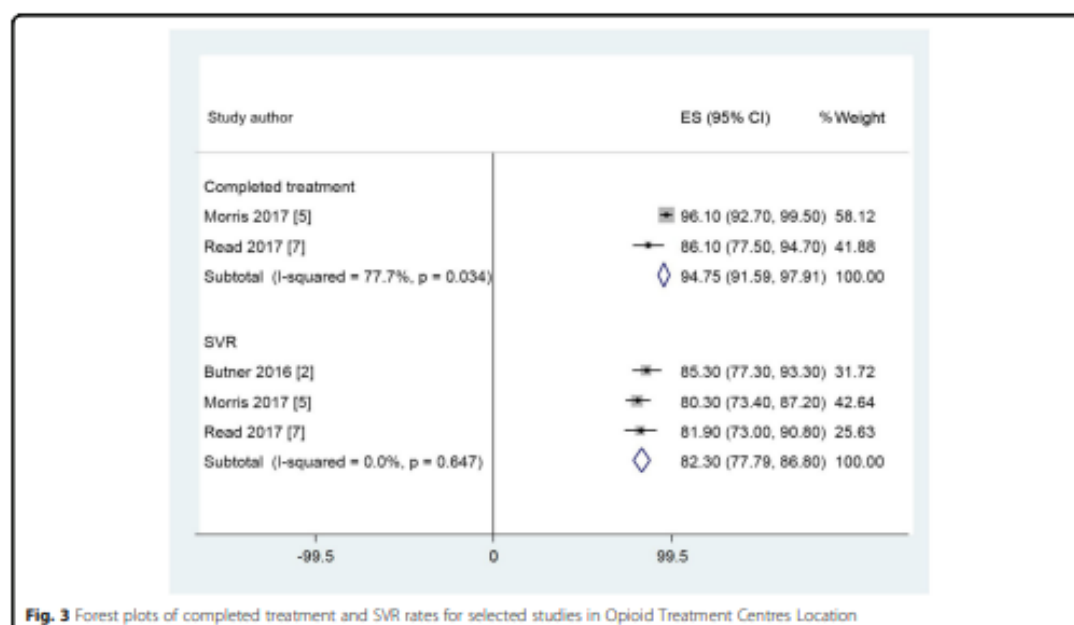 Study author ES (95% CI) % Weight
Completed treatment
Morris 2017 [5] 96.10 (92.70, 99.50) 58.12
Read 2017 [7] 86.10 (77.50, 94.70) 41.88
Subtotal (I-squared = 77.7%, p = 0.034) 94.75 (91.59, 97.91) 100.00
SVR
Butner 2016 [2] 85.30 (77.30, 93.30) 31.72
Morris 2017 [5] 80.30 (73.40, 87.20) 42.64
Read 2017 [7] 81.90 (73.00, 90.80) 25.63
Subtotal (I-squared = 0.0%, p = 0.647) 82.30 (77.79, 86.80) 100.00
-99.5 0 99.5
Fig. 3 Forest plots of completed treatment and SVR rates for selected studies in Opioid Treatment Centres Location